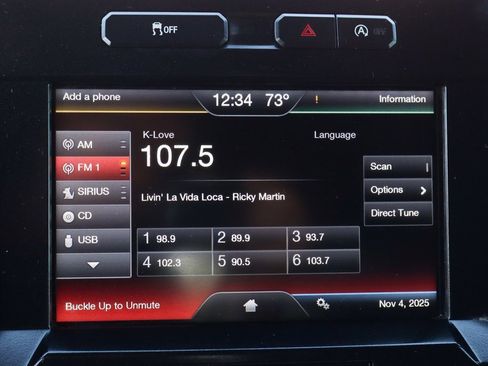 OFF
A OFF
Add a phone 12:34 73° ! Information
K-Love Language
107.5
AM
FM 1
SIRIUS
CD
USB
Livin' La Vida Loca - Ricky Martin
Scan
Options
Direct Tune
1 98.9 2 89.9 3 93.7
4 102.3 5 90.5 6 103.7
Buckle Up to Unmute Nov 4, 2025